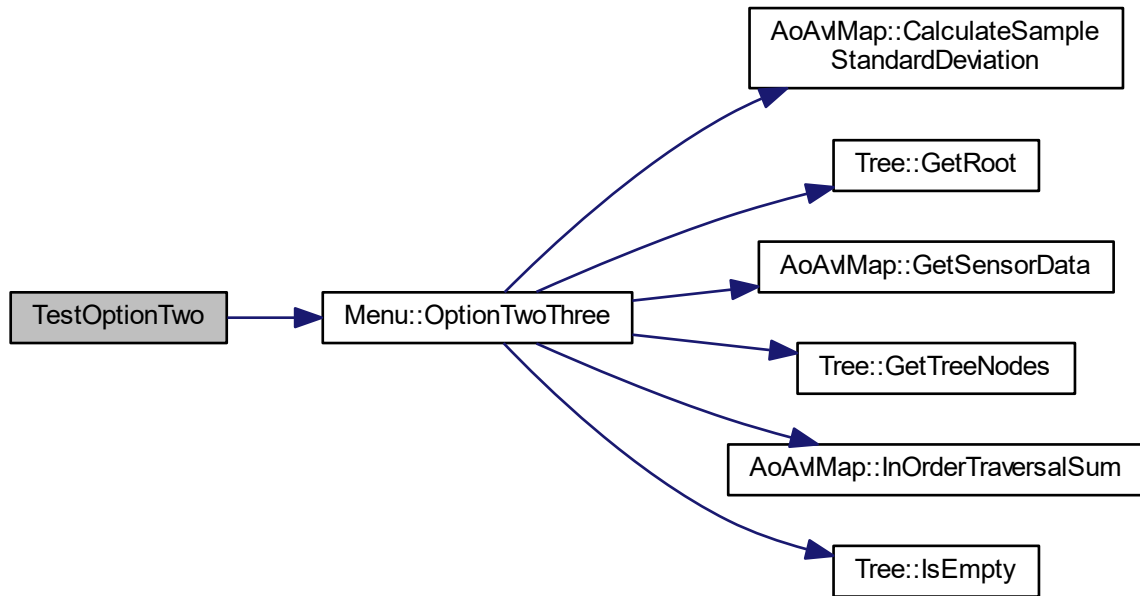 TestOptionTwo
Menu::OptionTwoThree
AoAvlMap::CalculateSample
StandardDeviation
Tree::GetRoot
AoAvlMap::GetSensorData
Tree::GetTreeNodes
AoAvlMap::InOrderTraversalSum
Tree::IsEmpty